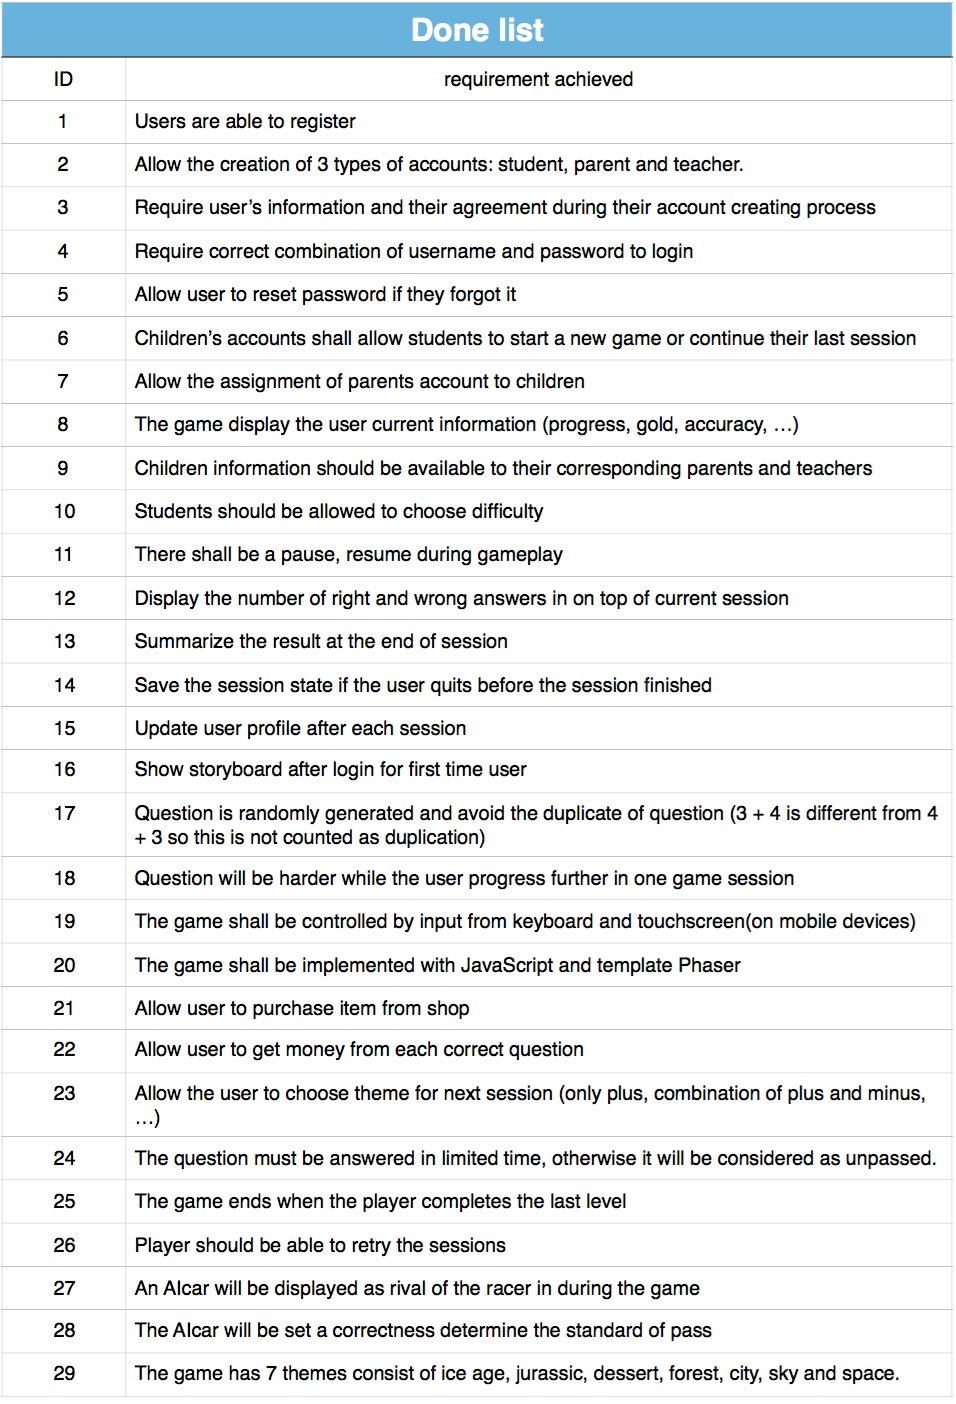 Done list
ID requirement achieved
1 Users are able to register
2 Allow the creation of 3 types of accounts: student, parent and teacher.
3 Require user’s information and their agreement during their account creating process
4 Require correct combination of username and password to login
5 Allow user to reset password if they forgot it
6 Children’s accounts shall allow students to start a new game or continue their last session
7 Allow the assignment of parents account to children
8 The game display the user current information (progress, gold, accuracy, …)
9 Children information should be available to their corresponding parents and teachers
10 Students should be allowed to choose difficulty
11 There shall be a pause, resume during gameplay
12 Display the number of right and wrong answers in on top of current session
13 Summarize the result at the end of session
14 Save the session state if the user quits before the session finished
15 Update user profile after each session
16 Show storyboard after login for first time user
17 Question is randomly generated and avoid the duplicate of question (3 + 4 is different from 4
+ 3 so this is not counted as duplication)
18 Question will be harder while the user progress further in one game session
19 The game shall be controlled by input from keyboard and touchscreen(on mobile devices)
20 The game shall be implemented with JavaScript and template Phaser
21 Allow user to purchase item from shop
22 Allow user to get money from each correct question
23 Allow the user to choose theme for next session (only plus, combination of plus and minus,
…)
24 The question must be answered in limited time, otherwise it will be considered as unpassed.
25 The game ends when the player completes the last level
26 Player should be able to retry the sessions
27 An AIcar will be displayed as rival of the racer in during the game
28 The AIcar will be set a correctness determine the standard of pass
29 The game has 7 themes consist of ice age, jurassic, dessert, forest, city, sky and space.